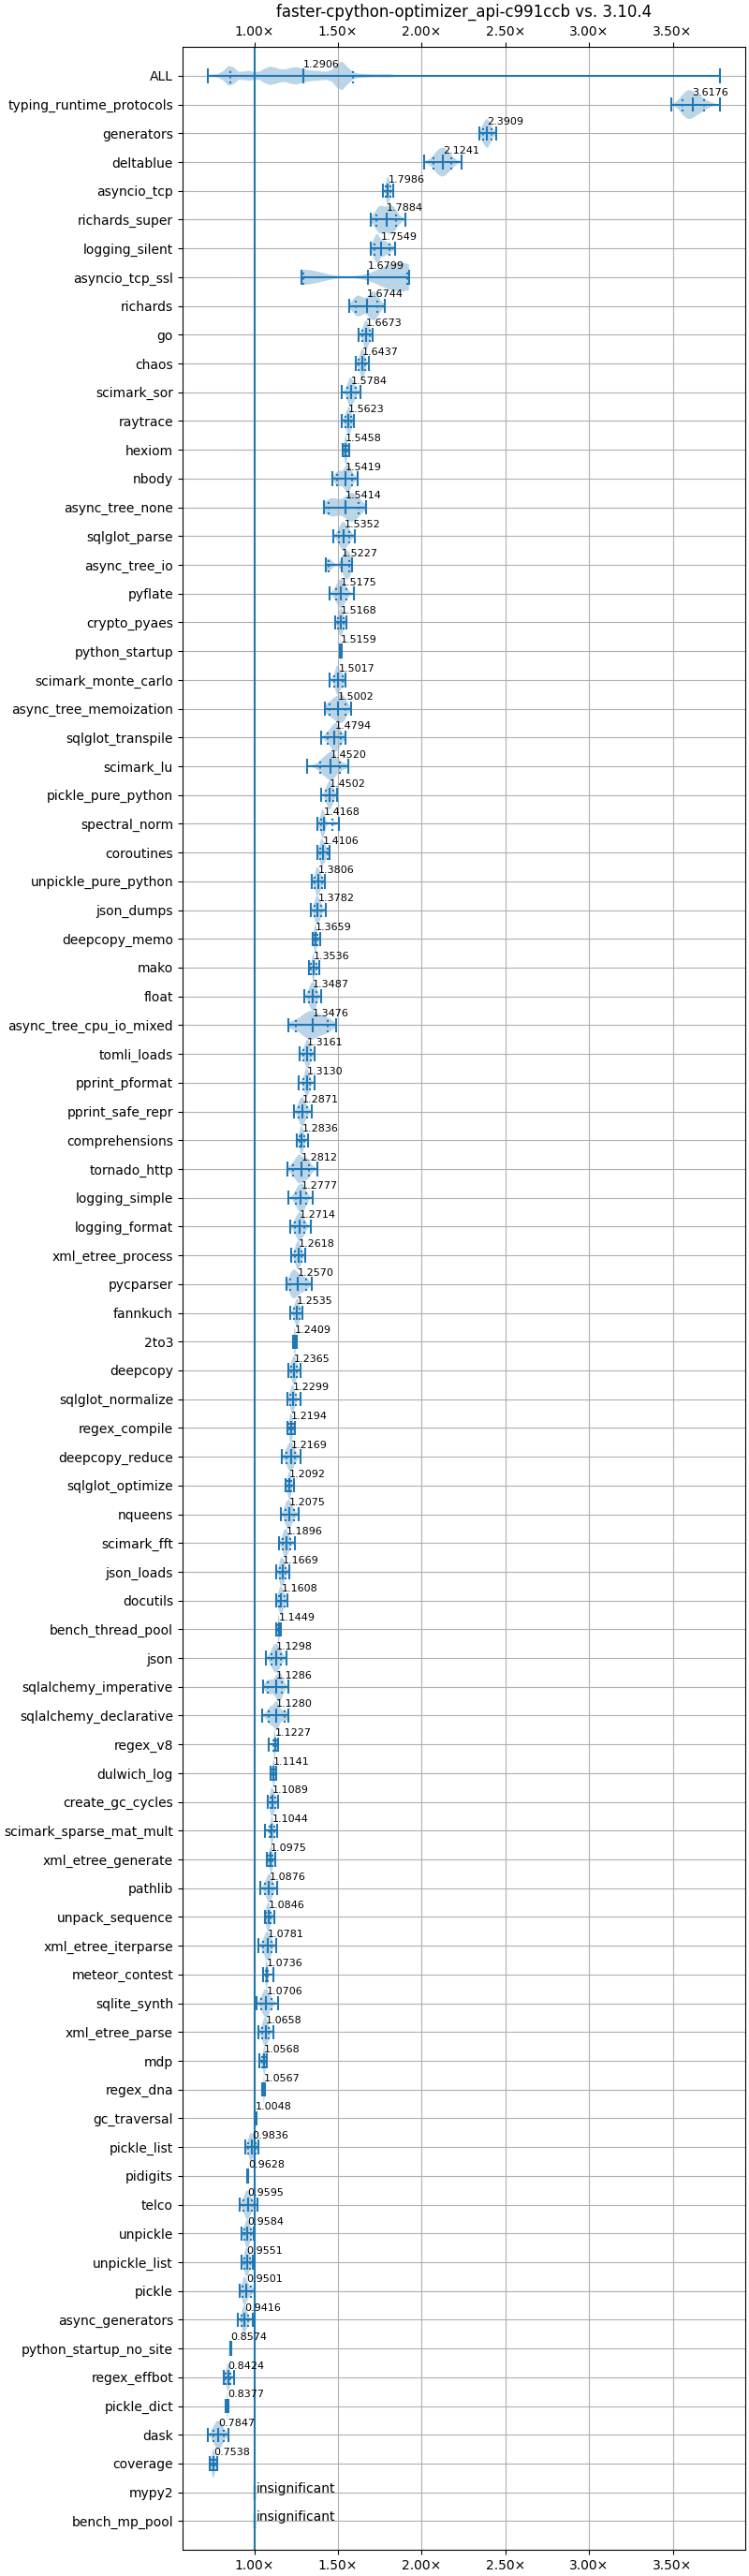 faster-cpython-optimizer_api-c991ccb vs. 3.10.4
1.00× 1.50× 2.00× 2.50× 3.00× 3.50×
ALL 1.2906
typing_runtime_protocols 3.6176
generators 2.3909
deltablue 2.1241
asyncio_tcp 1.7986
richards_super 1.7884
logging_silent 1.7549
asyncio_tcp_ssl 1.6799
richards 1.6744
go 1.6673
chaos 1.6437
scimark_sor 1.5784
raytrace 1.5623
hexiom 1.5458
nbody 1.5419
async_tree_none 1.5414
sqlglot_parse 1.5352
async_tree_io 1.5227
pyflate 1.5175
crypto_pyaes 1.5168
python_startup 1.5159
scimark_monte_carlo 1.5017
async_tree_memoization 1.5002
sqlglot_transpile 1.4794
scimark_lu 1.4520
pickle_pure_python 1.4502
spectral_norm 1.4168
coroutines 1.4106
unpickle_pure_python 1.3806
json_dumps 1.3782
deepcopy_memo 1.3659
mako 1.3536
float 1.3487
async_tree_cpu_io_mixed 1.3476
tomli_loads 1.3161
pprint_pformat 1.3130
pprint_safe_repr 1.2871
comprehensions 1.2836
tornado_http 1.2812
logging_simple 1.2777
logging_format 1.2714
xml_etree_process 1.2618
pycparser 1.2570
fannkuch 1.2535
2to3 1.2409
deepcopy 1.2365
sqlglot_normalize 1.2299
regex_compile 1.2194
deepcopy_reduce 1.2169
sqlglot_optimize 1.2092
nqueens 1.2075
scimark_fft 1.1896
json_loads 1.1669
docutils 1.1608
bench_thread_pool 1.1449
json 1.1298
sqlalchemy_imperative 1.1286
sqlalchemy_declarative 1.1280
regex_v8 1.1227
dulwich_log 1.1141
create_gc_cycles 1.1089
scimark_sparse_mat_mult 1.1044
xml_etree_generate 1.0975
pathlib 1.0876
unpack_sequence 1.0846
xml_etree_iterparse 1.0781
meteor_contest 1.0736
sqlite_synth 1.0706
xml_etree_parse 1.0658
mdp 1.0568
regex_dna 1.0567
gc_traversal 1.0048
pickle_list 0.9836
pidigits 0.9628
telco 0.9595
unpickle 0.9584
unpickle_list 0.9551
pickle 0.9501
async_generators 0.9416
python_startup_no_site 0.8574
regex_effbot 0.8424
pickle_dict 0.8377
dask 0.7847
coverage 0.7538
mypy2 insignificant
bench_mp_pool insignificant
1.00× 1.50× 2.00× 2.50× 3.00× 3.50×